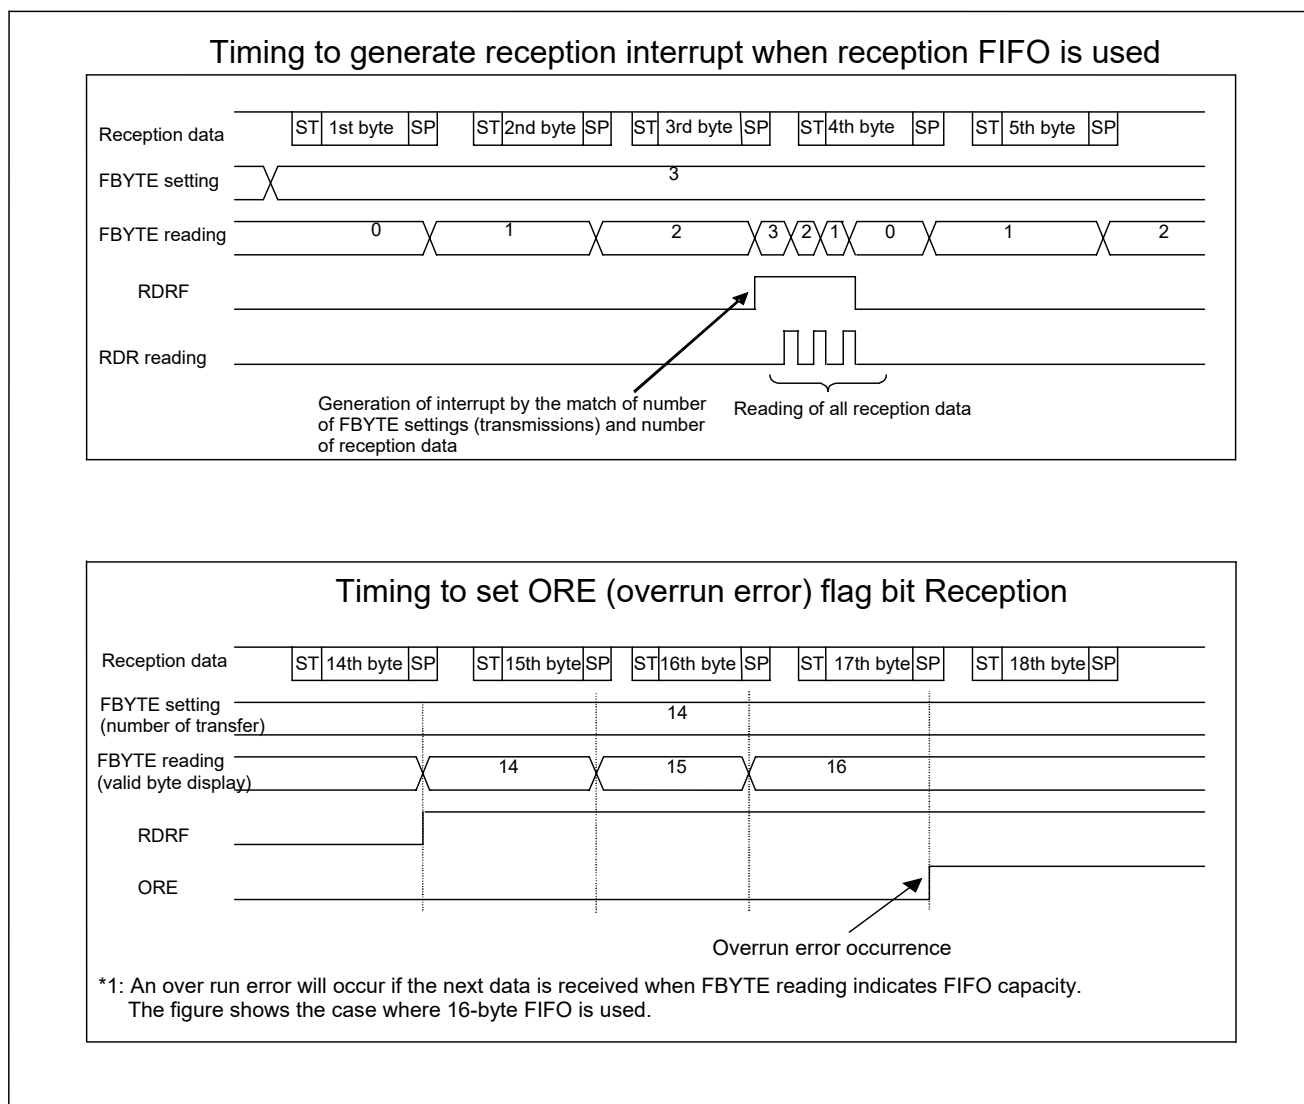 Timing to generate reception interrupt when reception FIFO is used
Reception data ST 1st byte SP ST 2nd byte SP ST 3rd byte SP ST 4th byte SP ST 5th byte SP
FBYTE setting 3
FBYTE reading 0 1 2 3 2 1 0 1 2
RDRF
RDR reading
Generation of interrupt by the match of number
of FBYTE settings (transmissions) and number
of reception data
Reading of all reception data
Timing to set ORE (overrun error) flag bit Reception
Reception data ST 14th byte SP ST 15th byte SP ST 16th byte SP ST 17th byte SP ST 18th byte SP
FBYTE setting
(number of transfer)
14
FBYTE reading
(valid byte display)
14 15 16
RDRF
ORE
Overrun error occurrence
*1: An over run error will occur if the next data is received when FBYTE reading indicates FIFO capacity.
The figure shows the case where 16-byte FIFO is used.